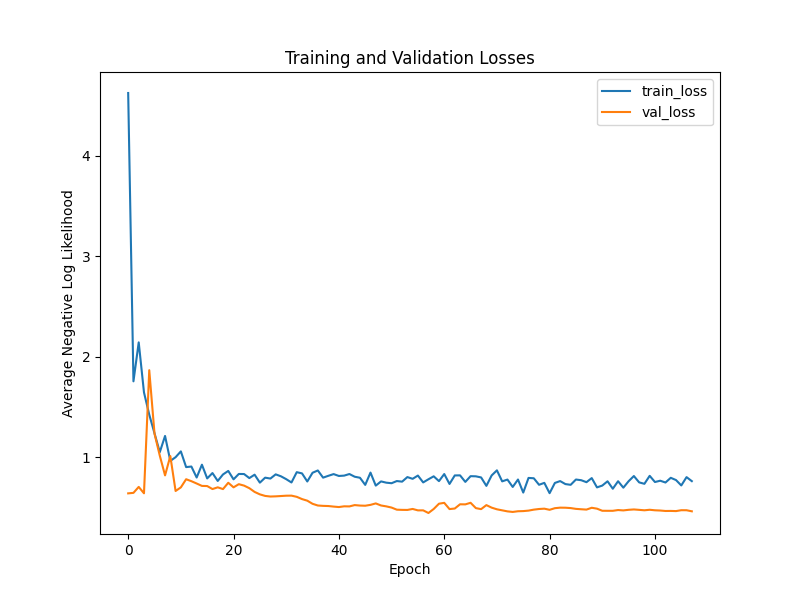 Training and Validation Losses
train_loss
val_loss
Average Negative Log Likelihood
4
3
2
1
0
20
40
60
80
100
Epoch